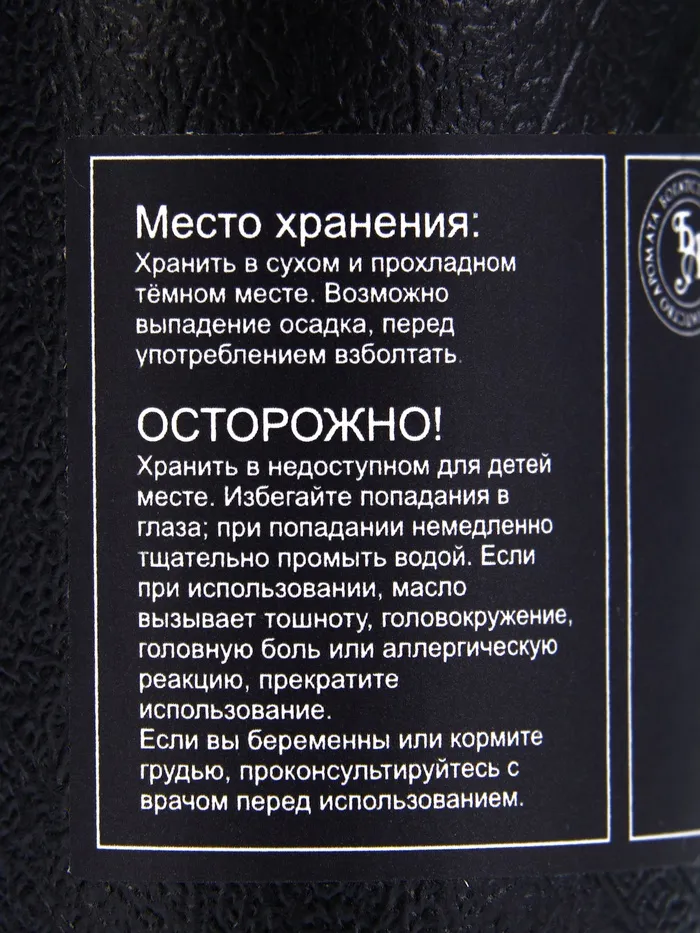 Место хранения:
Хранить в сухом и прохладном
тёмном месте. Возможно
выпадение осадка, перед
употреблением взболтать.
ОСТОРОЖНО!
Хранить в недоступном для детей
месте. Избегайте попадания в
глаза; при попадании немедленно
тщательно промыть водой. Если
при использовании, масло
вызывает тошноту, головокружение,
головную боль или аллергическую
реакцию, прекратите
использование.
Если вы беременны или кормите
грудью, проконсультируйтесь с
врачом перед использованием.
АРОМАТА